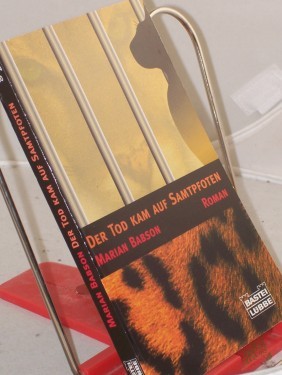 DER TOD KAM AUF SAMTPFOTEN
MARIAN BABSON
ROMAN
BASTEI
LÜBBE
MARIAN BABSON DER TOD KAM AUF SAMTPFOTEN